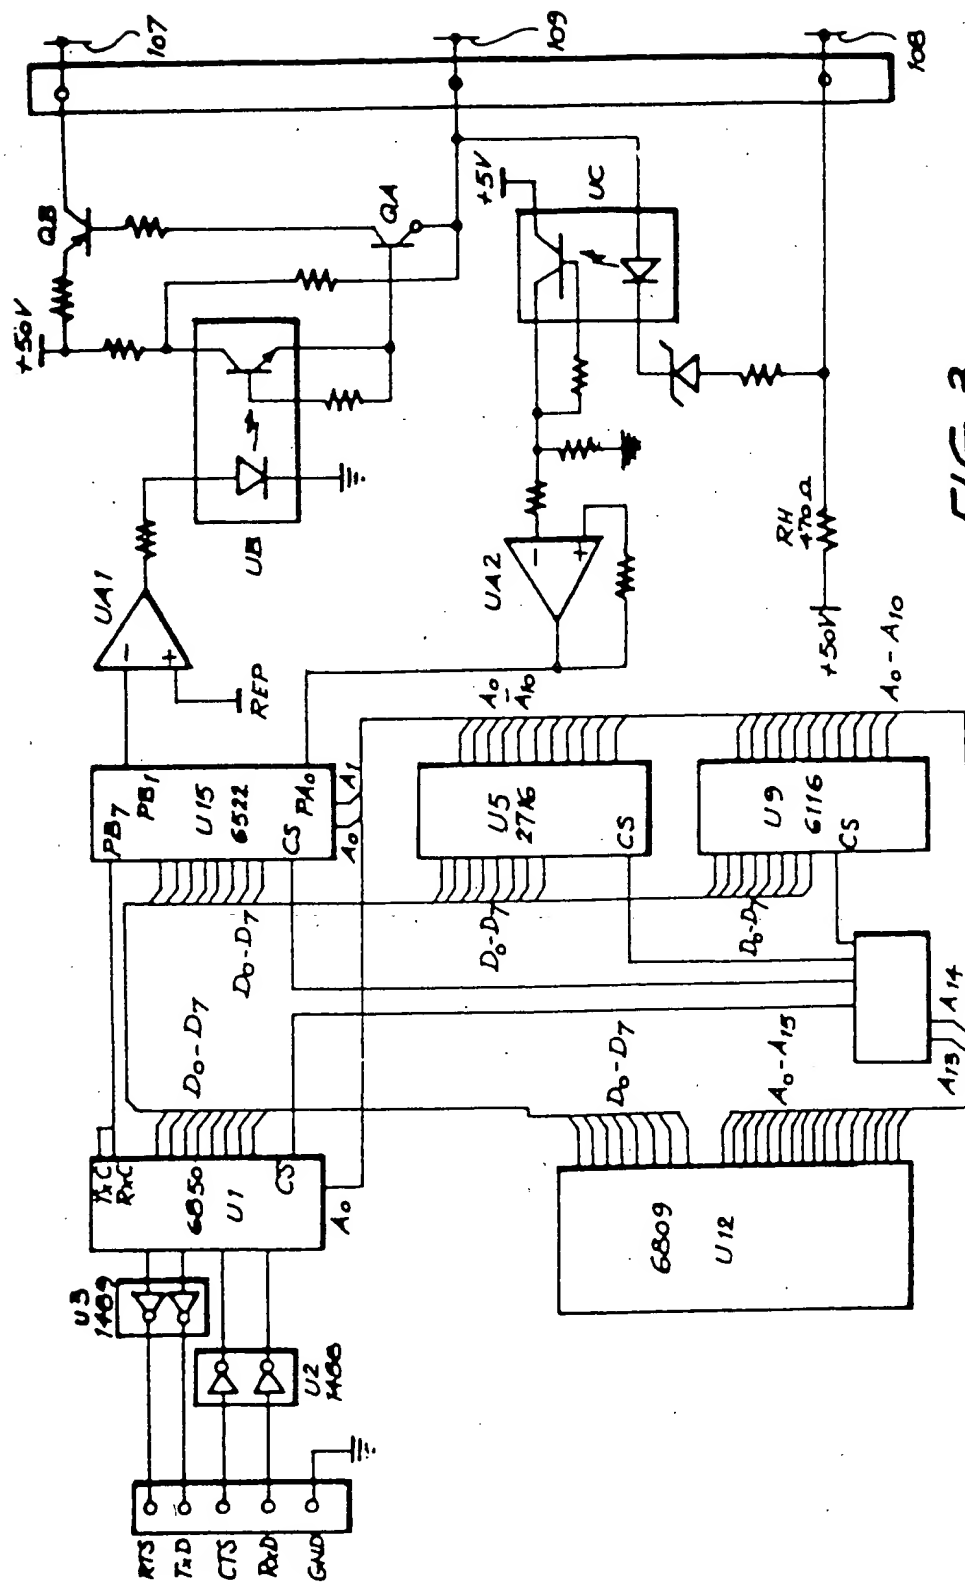 107
109
108
QB
QA
+50V
+5V
UC
UB
UA1
UA2
REP
RH
470Ω
+50V
PB7
PB1
U15
6522
CS
PA0
A0
A1
D0-D7
D0-D7
TxC
RxC
6850
U1
CS
A0
U3
1489
U2
1488
RTS
TxD
CTS
RxD
GND
A0
-
A10
U5
2716
CS
D0-D7
U9
6116
CS
A0-A10
D0-D7
D0-D7
A0-A15
6809
U12
A13
A14